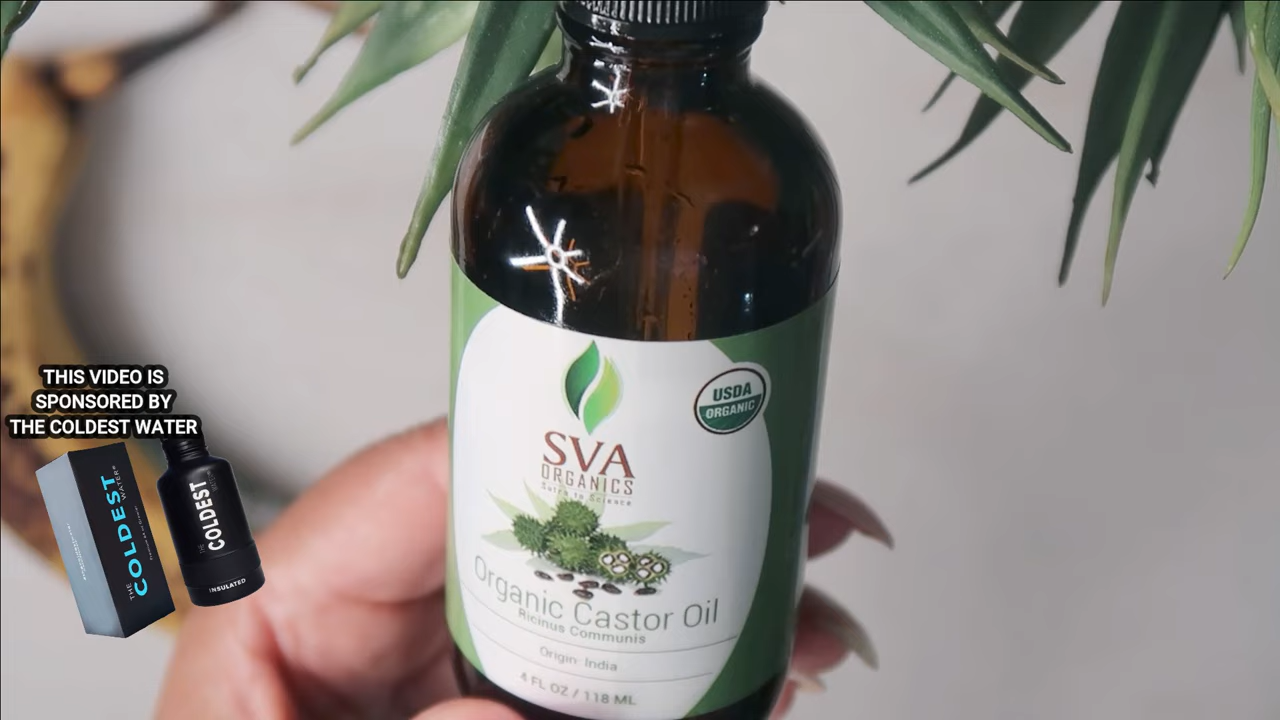 THIS VIDEO IS
SPONSORED BY
THE COLDEST WATER
THE COLDEST WATER
THE COLDEST
INSULATED
USDA
ORGANIC
SVA
ORGANICS
Organic Castor Oil
Ricinus Communis
Origin: India
4 FL OZ / 118 ML